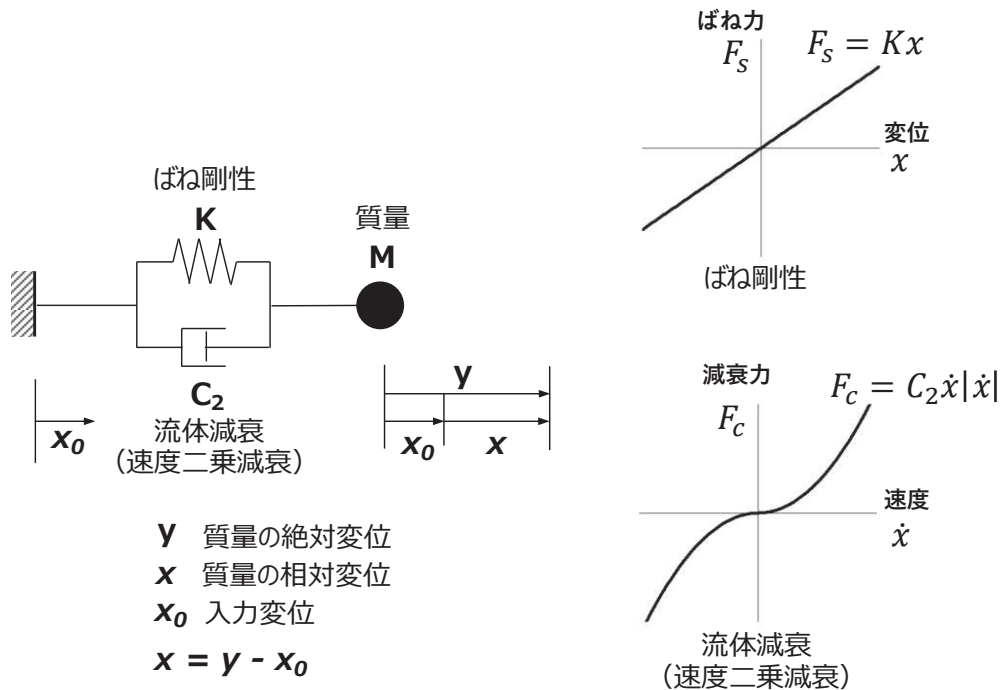 ばね剛性
K
質量
M
C₂
流体減衰
（速度二乗減衰）
x₀
y
x₀
x
y 質量の絶対変位
x 質量の相対変位
x₀ 入力変位
x = y - x₀
ばね力
Fₛ
Fₛ = Kx
変位
x
ばね剛性
減衰力
F_c
F_c = C₂ẋ|ẋ|
速度
ẋ
流体減衰
（速度二乗減衰）